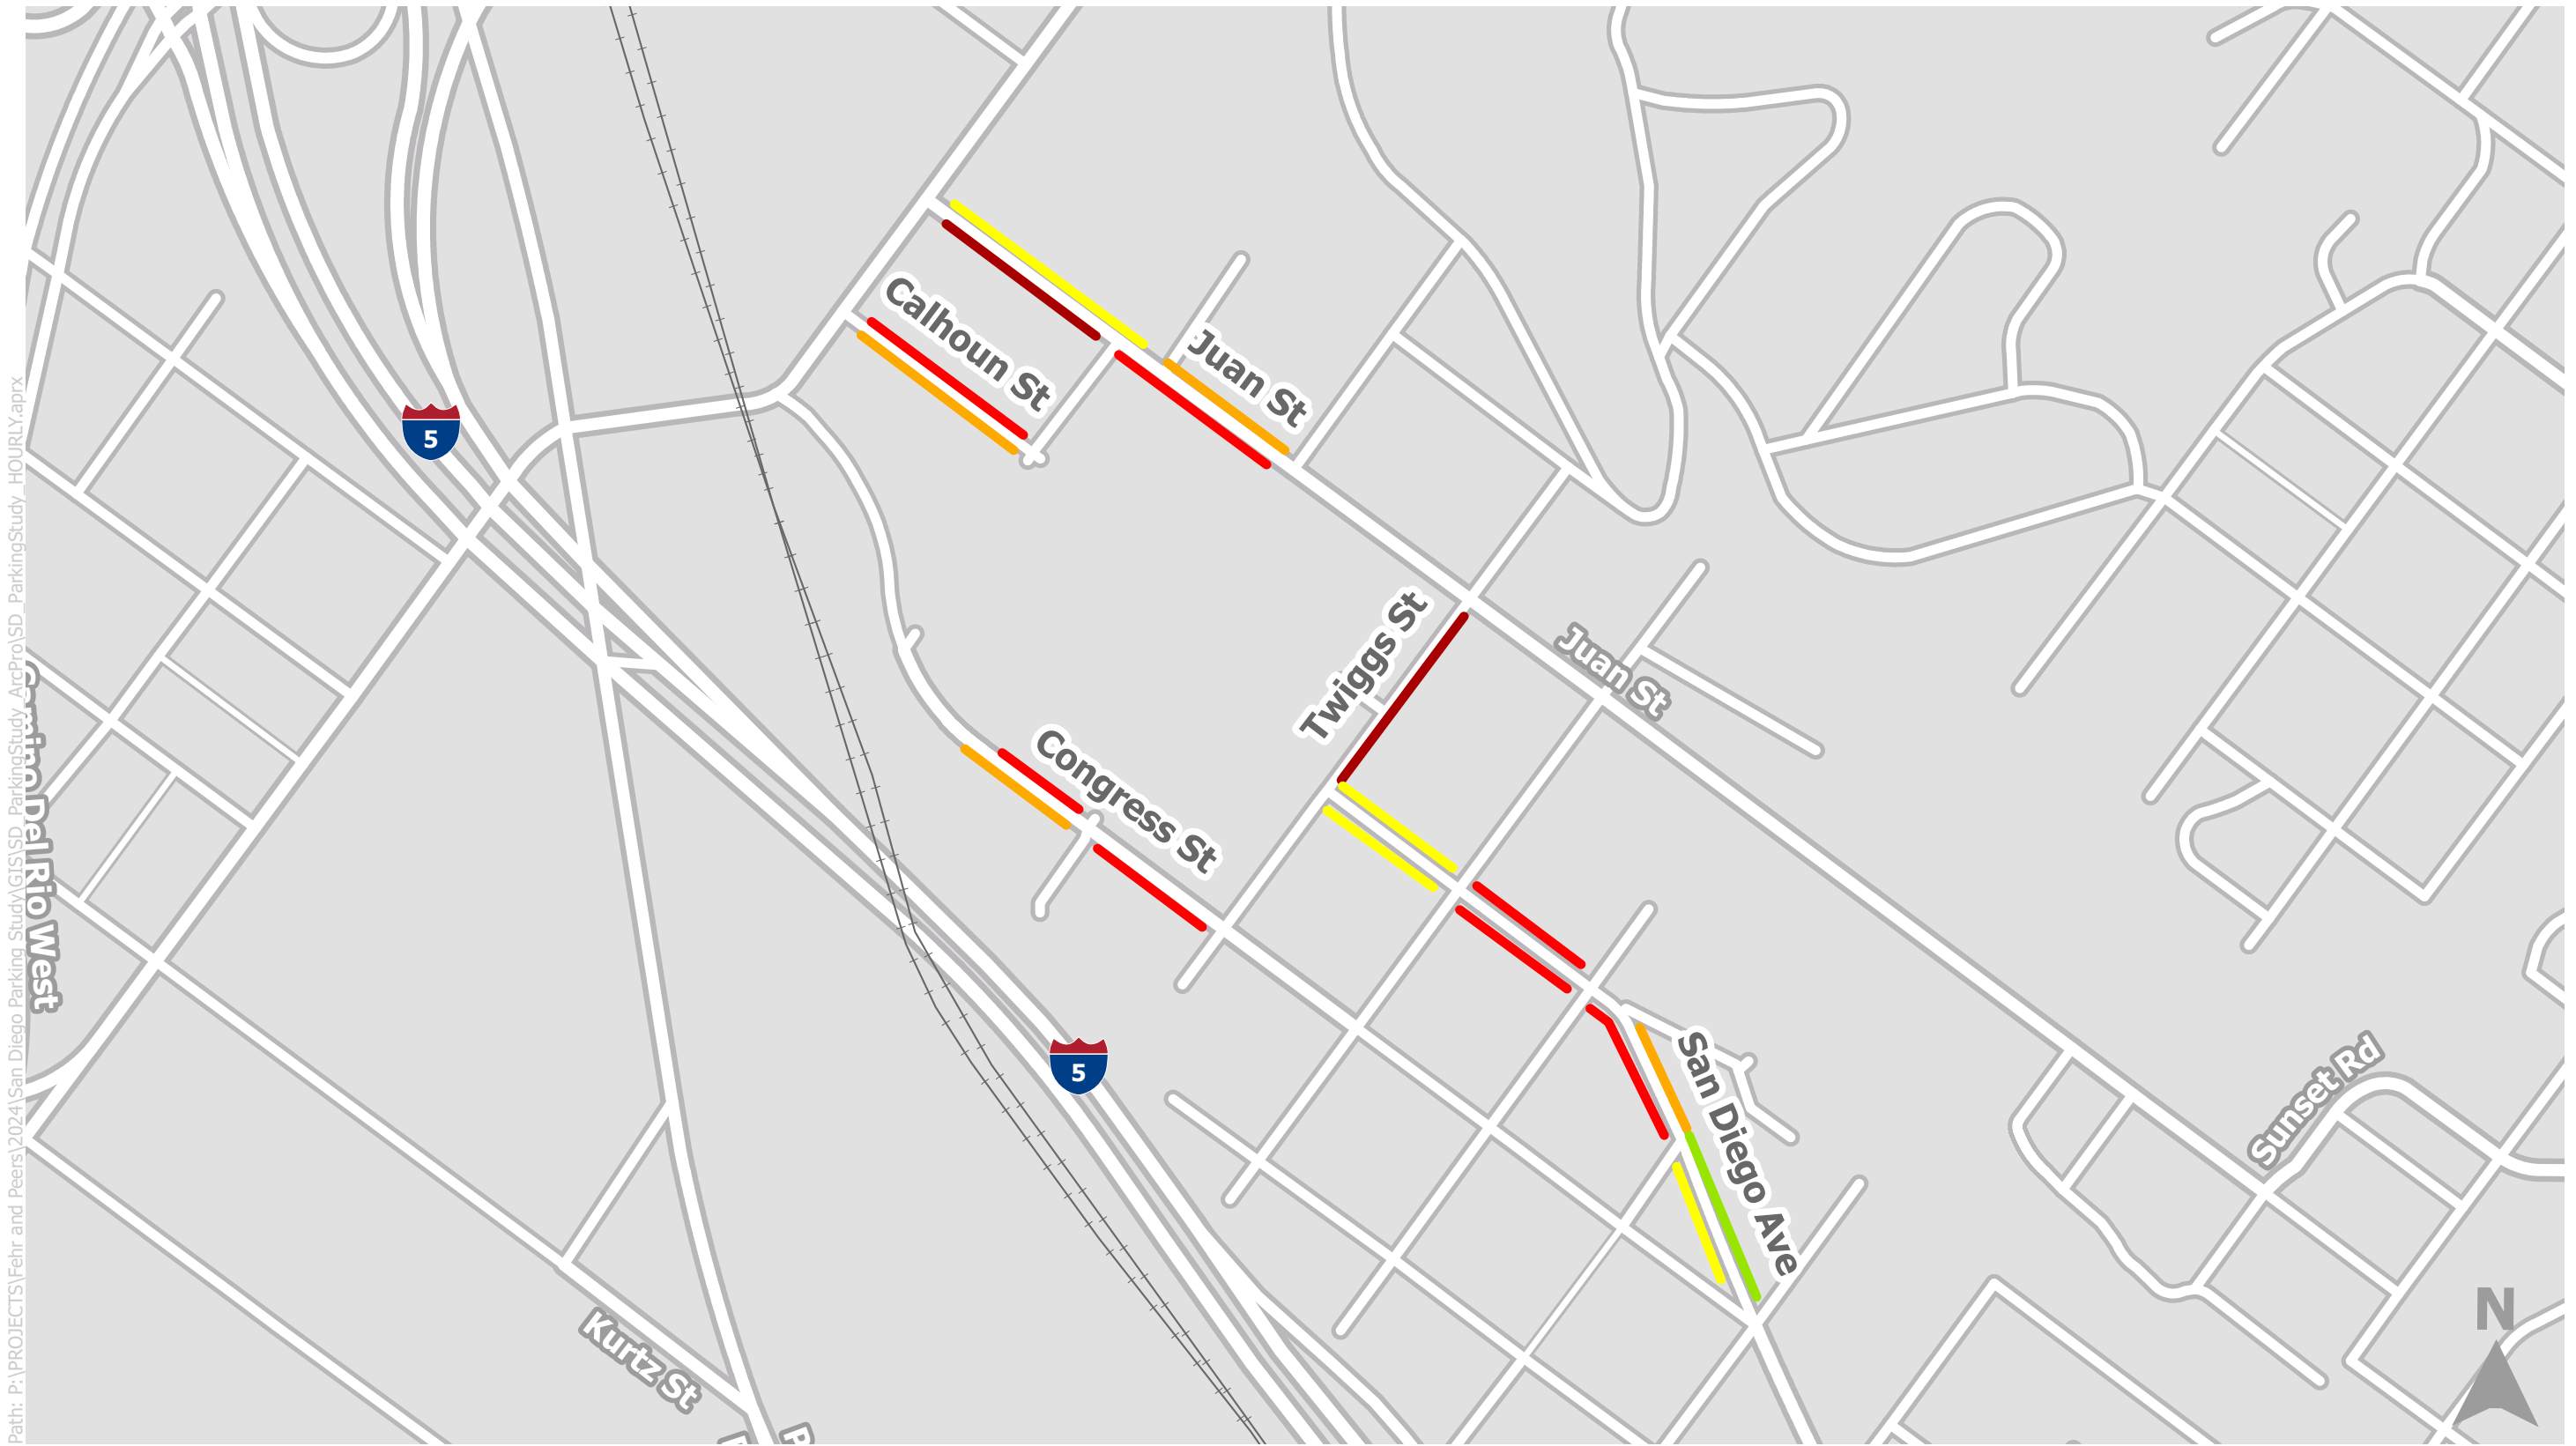 Calhoun St
Juan St
5
Twiggs St
Juan St
Congress St
Camino Del Rio West
5
San Diego Ave
Sunset Rd
N
Kurtz St
P
Path: P:\PROJECTS\Fehr and Peers\2024\San Diego Parking Study\GIS\SD_ParkingStudy_ArcPro\SD_ParkingStudy_HOURLY.aprx